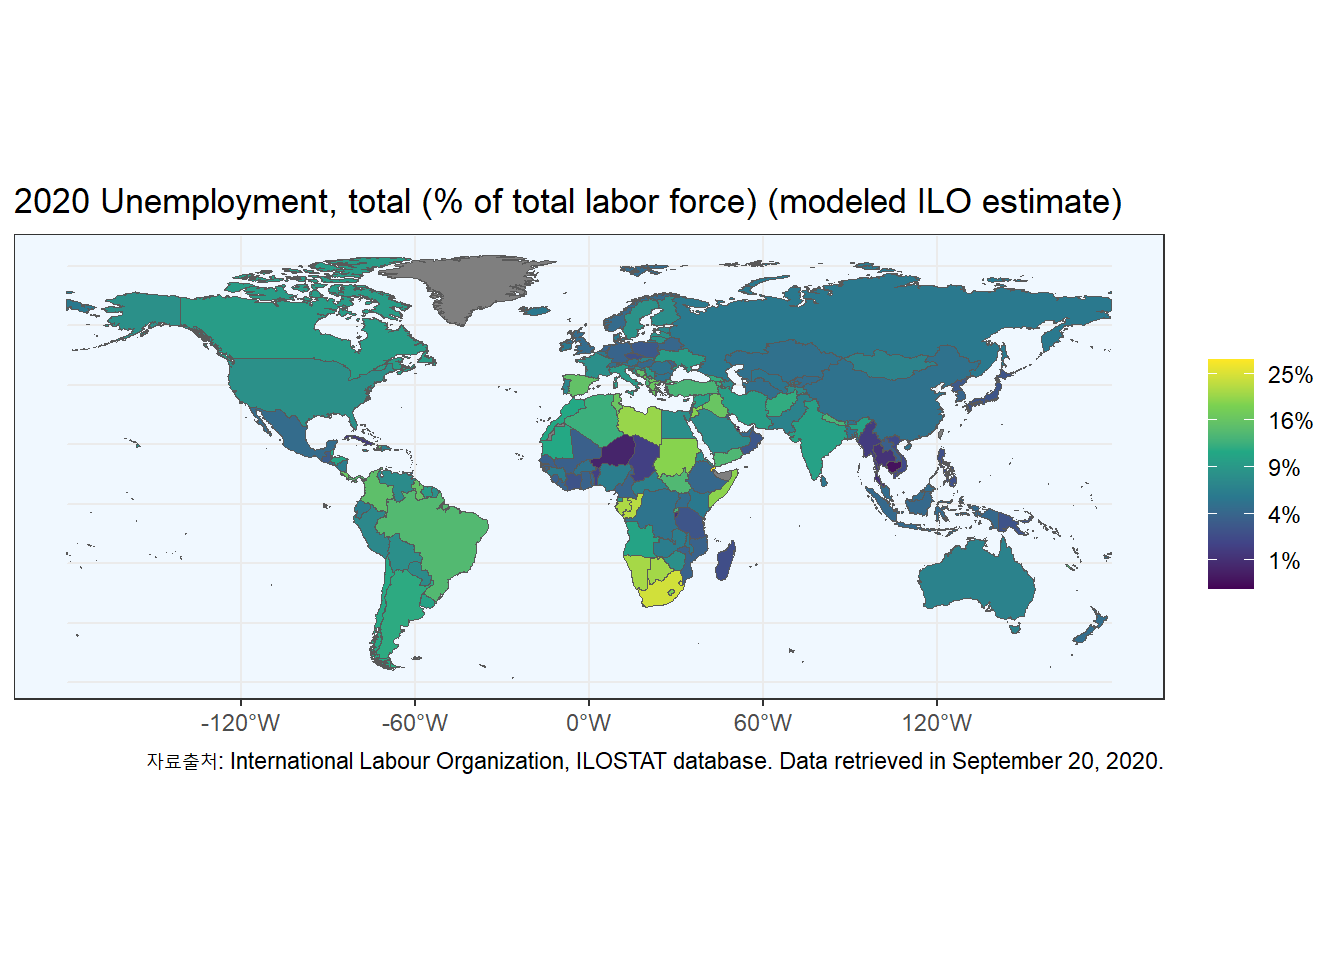 2020 Unemployment, total (% of total labor force) (modeled ILO estimate)
25%
16%
9%
4%
1%
-120°W
-60°W
0°W
60°W
120°W
자료출처: International Labour Organization, ILOSTAT database. Data retrieved in September 20, 2020.